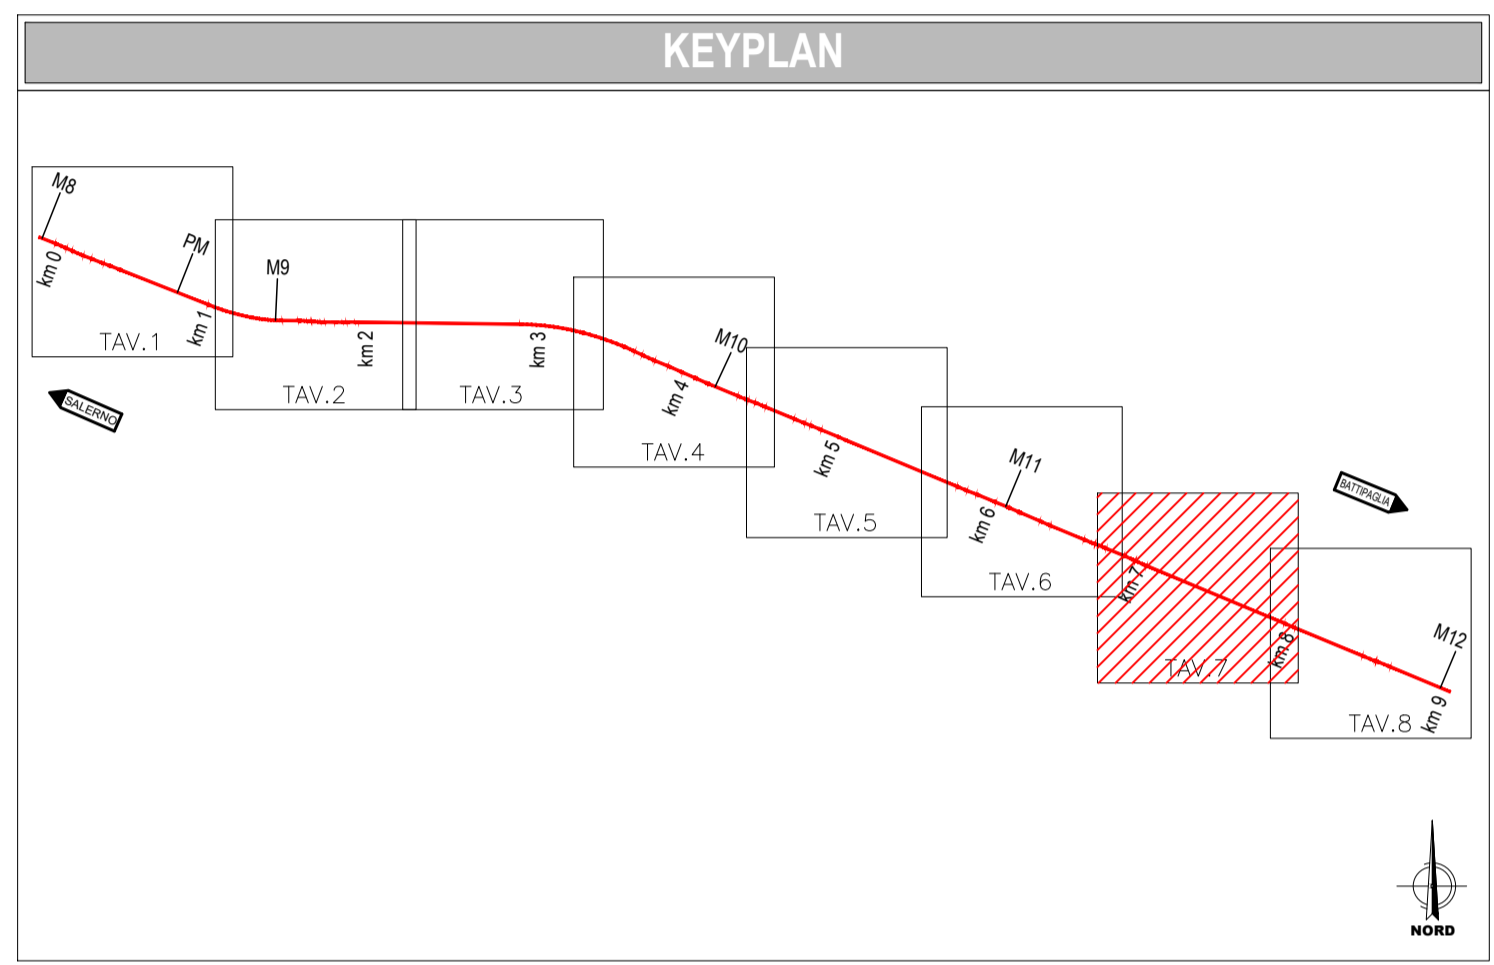 KEYPLAN
M8
PM
M9
km 0
km 1
km 2
km 3
TAV.1
TAV.2
TAV.3
M10
km 4
TAV.4
SALERNO
km 5
TAV.5
M11
km 6
TAV.6
BATTIPAGLIA
km 7
TAV.7
km 8
M12
km 9
TAV.8
NORD